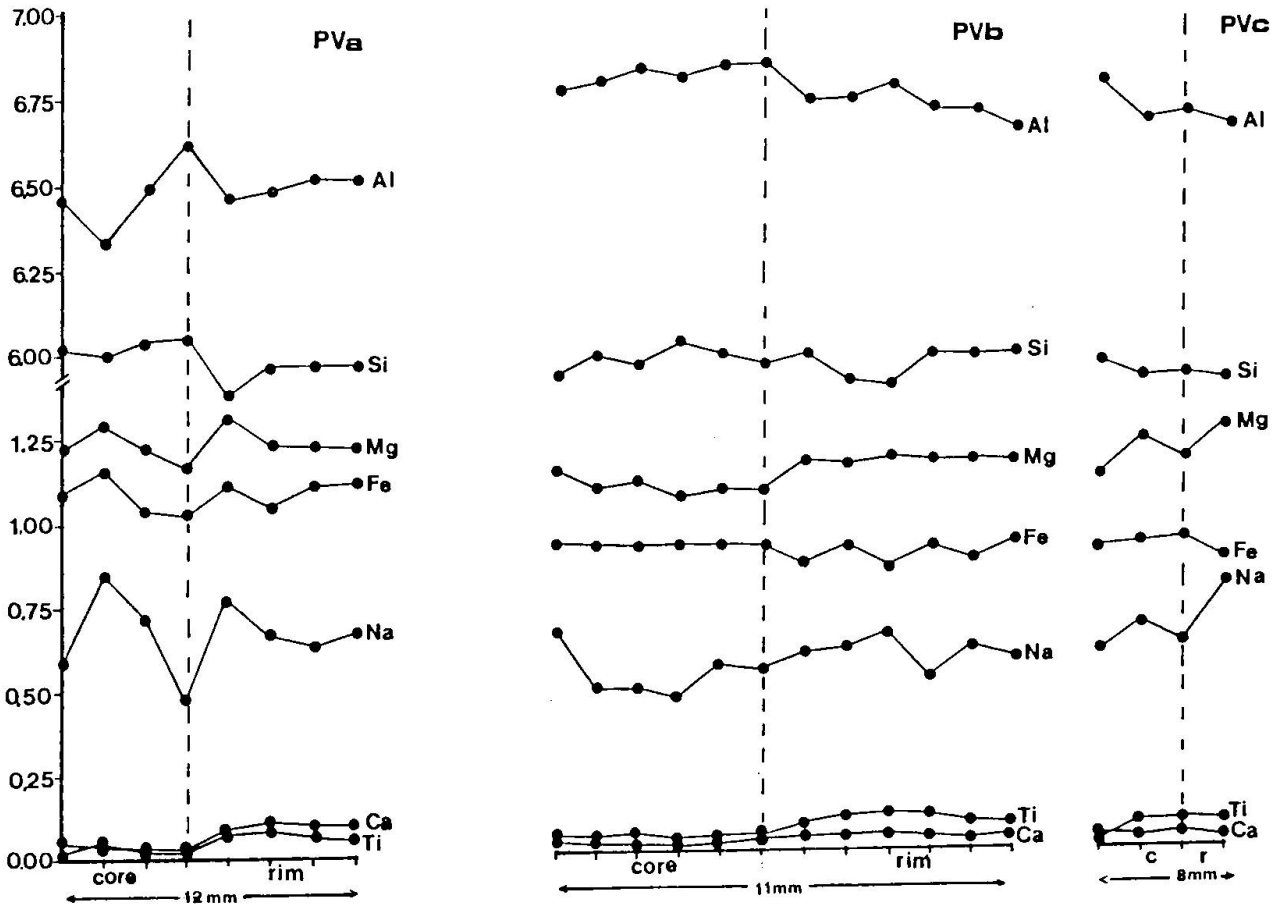 PVa
PVb
PVc
7.00
6.75
6.50
6.25
6.00
1.25
1.00
0.75
0.50
0.25
0.00
Al
Si
Mg
Fe
Na
Ca
Ti
core
rim
12mm
Al
Si
Mg
Fe
Na
Ti
Ca
core
rim
11mm
Al
Si
Mg
Fe
Na
Ti
Ca
c
r
8mm